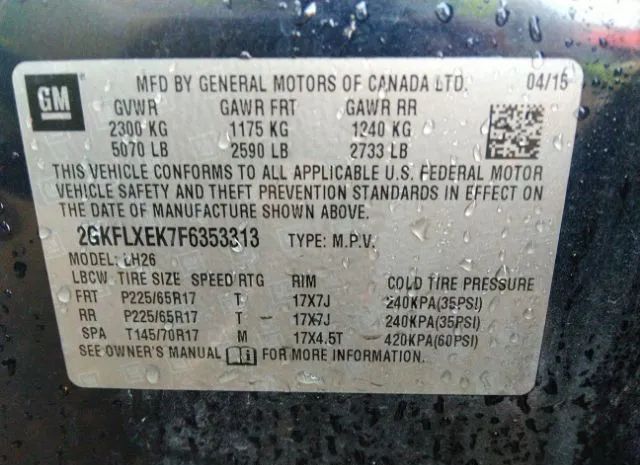 GM
MFD BY GENERAL MOTORS OF CANADA LTD. 04/15
GVWR GAWR FRT GAWR RR
2300 KG 1175 KG 1240 KG
5070 LB 2590 LB 2733 LB
THIS VEHICLE CONFORMS TO ALL APPLICABLE U.S. FEDERAL MOTOR
VEHICLE SAFETY AND THEFT PREVENTION STANDARDS IN EFFECT ON
THE DATE OF MANUFACTURE SHOWN ABOVE.
2GKFLXEK7F6353313 TYPE: M.P.V.
MODEL: LH26
LBCW TIRE SIZE SPEED RTG RIM COLD TIRE PRESSURE
FRT P225/65R17 T 17X7J 240KPA(35PSI)
RR P225/65R17 T 17X7J 240KPA(35PSI)
SPA T145/70R17 M 17X4.5T 420KPA(60PSI)
SEE OWNER'S MANUAL FOR MORE INFORMATION.